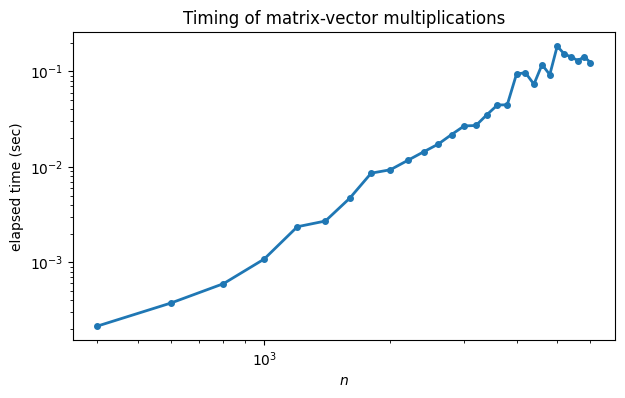 Timing of matrix-vector multiplications
elapsed time (sec)
10⁻¹
10⁻²
10⁻³
10³
n